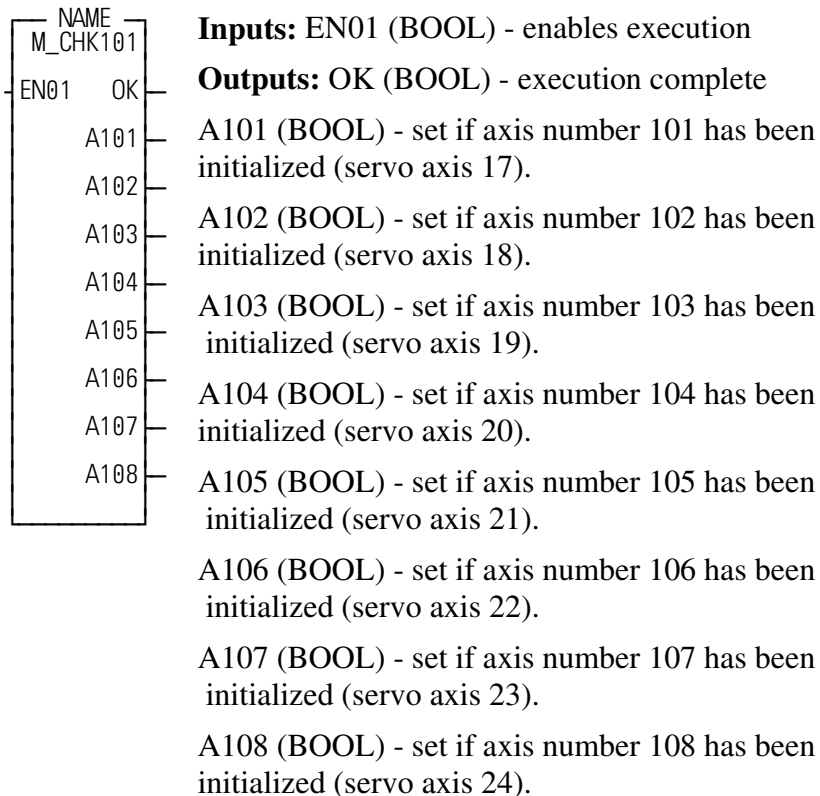 NAME
M_CHK101
EN01 OK
A101
A102
A103
A104
A105
A106
A107
A108
Inputs: EN01 (BOOL) - enables execution
Outputs: OK (BOOL) - execution complete
A101 (BOOL) - set if axis number 101 has been
initialized (servo axis 17).
A102 (BOOL) - set if axis number 102 has been
initialized (servo axis 18).
A103 (BOOL) - set if axis number 103 has been
initialized (servo axis 19).
A104 (BOOL) - set if axis number 104 has been
initialized (servo axis 20).
A105 (BOOL) - set if axis number 105 has been
initialized (servo axis 21).
A106 (BOOL) - set if axis number 106 has been
initialized (servo axis 22).
A107 (BOOL) - set if axis number 107 has been
initialized (servo axis 23).
A108 (BOOL) - set if axis number 108 has been
initialized (servo axis 24).